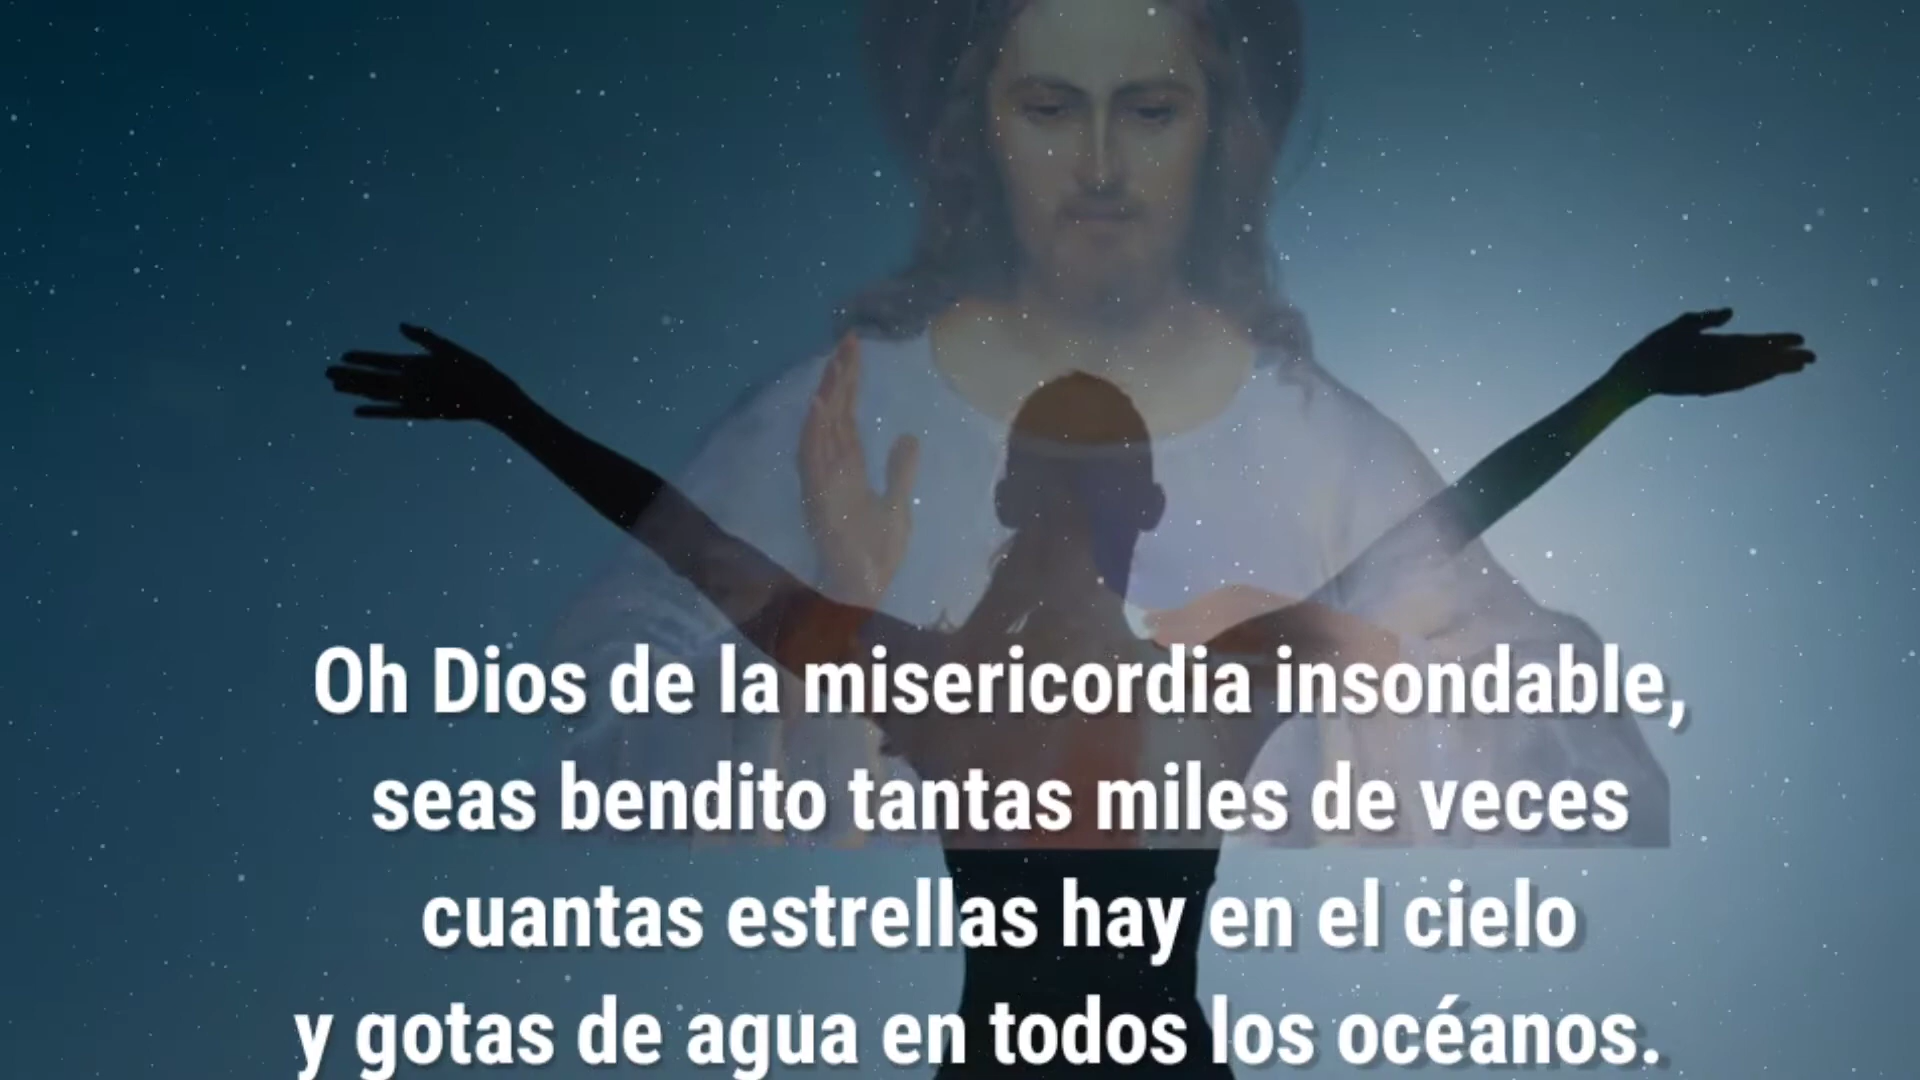 Oh Dios de la misericordia insondable,
seas bendito tantas miles de veces
cuantas estrellas hay en el cielo
y gotas de agua en todos los océanos.